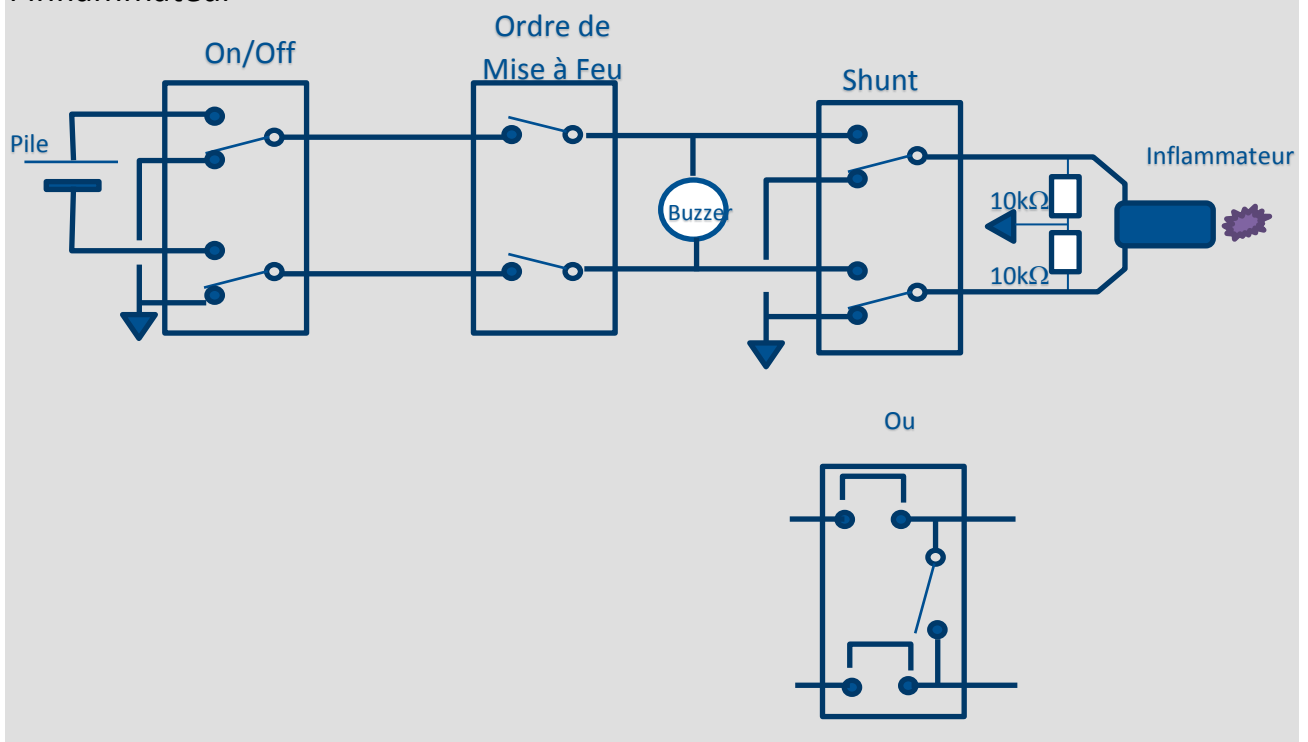 On/Off
Ordre de
Mise à Feu
Shunt
Pile
Buzzer
10kΩ
10kΩ
Inflammateur
Ou